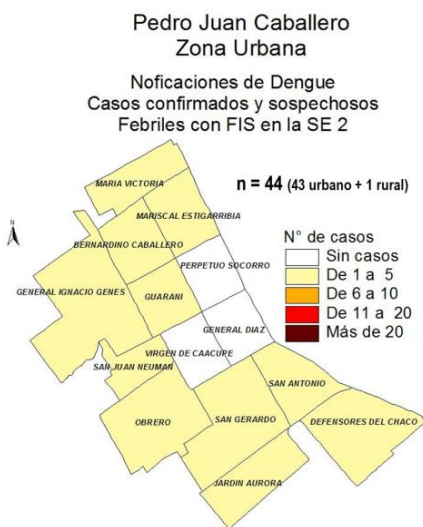 Pedro Juan Caballero
Zona Urbana
Noficaciones de Dengue
Casos confirmados y sospechosos
Febriles con FIS en la SE 2
n = 44 (43 urbano + 1 rural)
N
N° de casos
Sin casos
De 1 a 5
De 6 a 10
De 11 a 20
Más de 20
MARIA VICTORIA
MARISCAL ESTIGARRIBIA
BERNARDINO CABALLERO
PERPETUO SOCORRO
GENERAL IGNACIO GENES
GUARANI
GENERAL DIAZ
VIRGEN DE CAACUPE
SAN JUAN NEUMAN
SAN ANTONIO
OBRERO
SAN GERARDO
DEFENSORES DEL CHACO
JARDIN AURORA